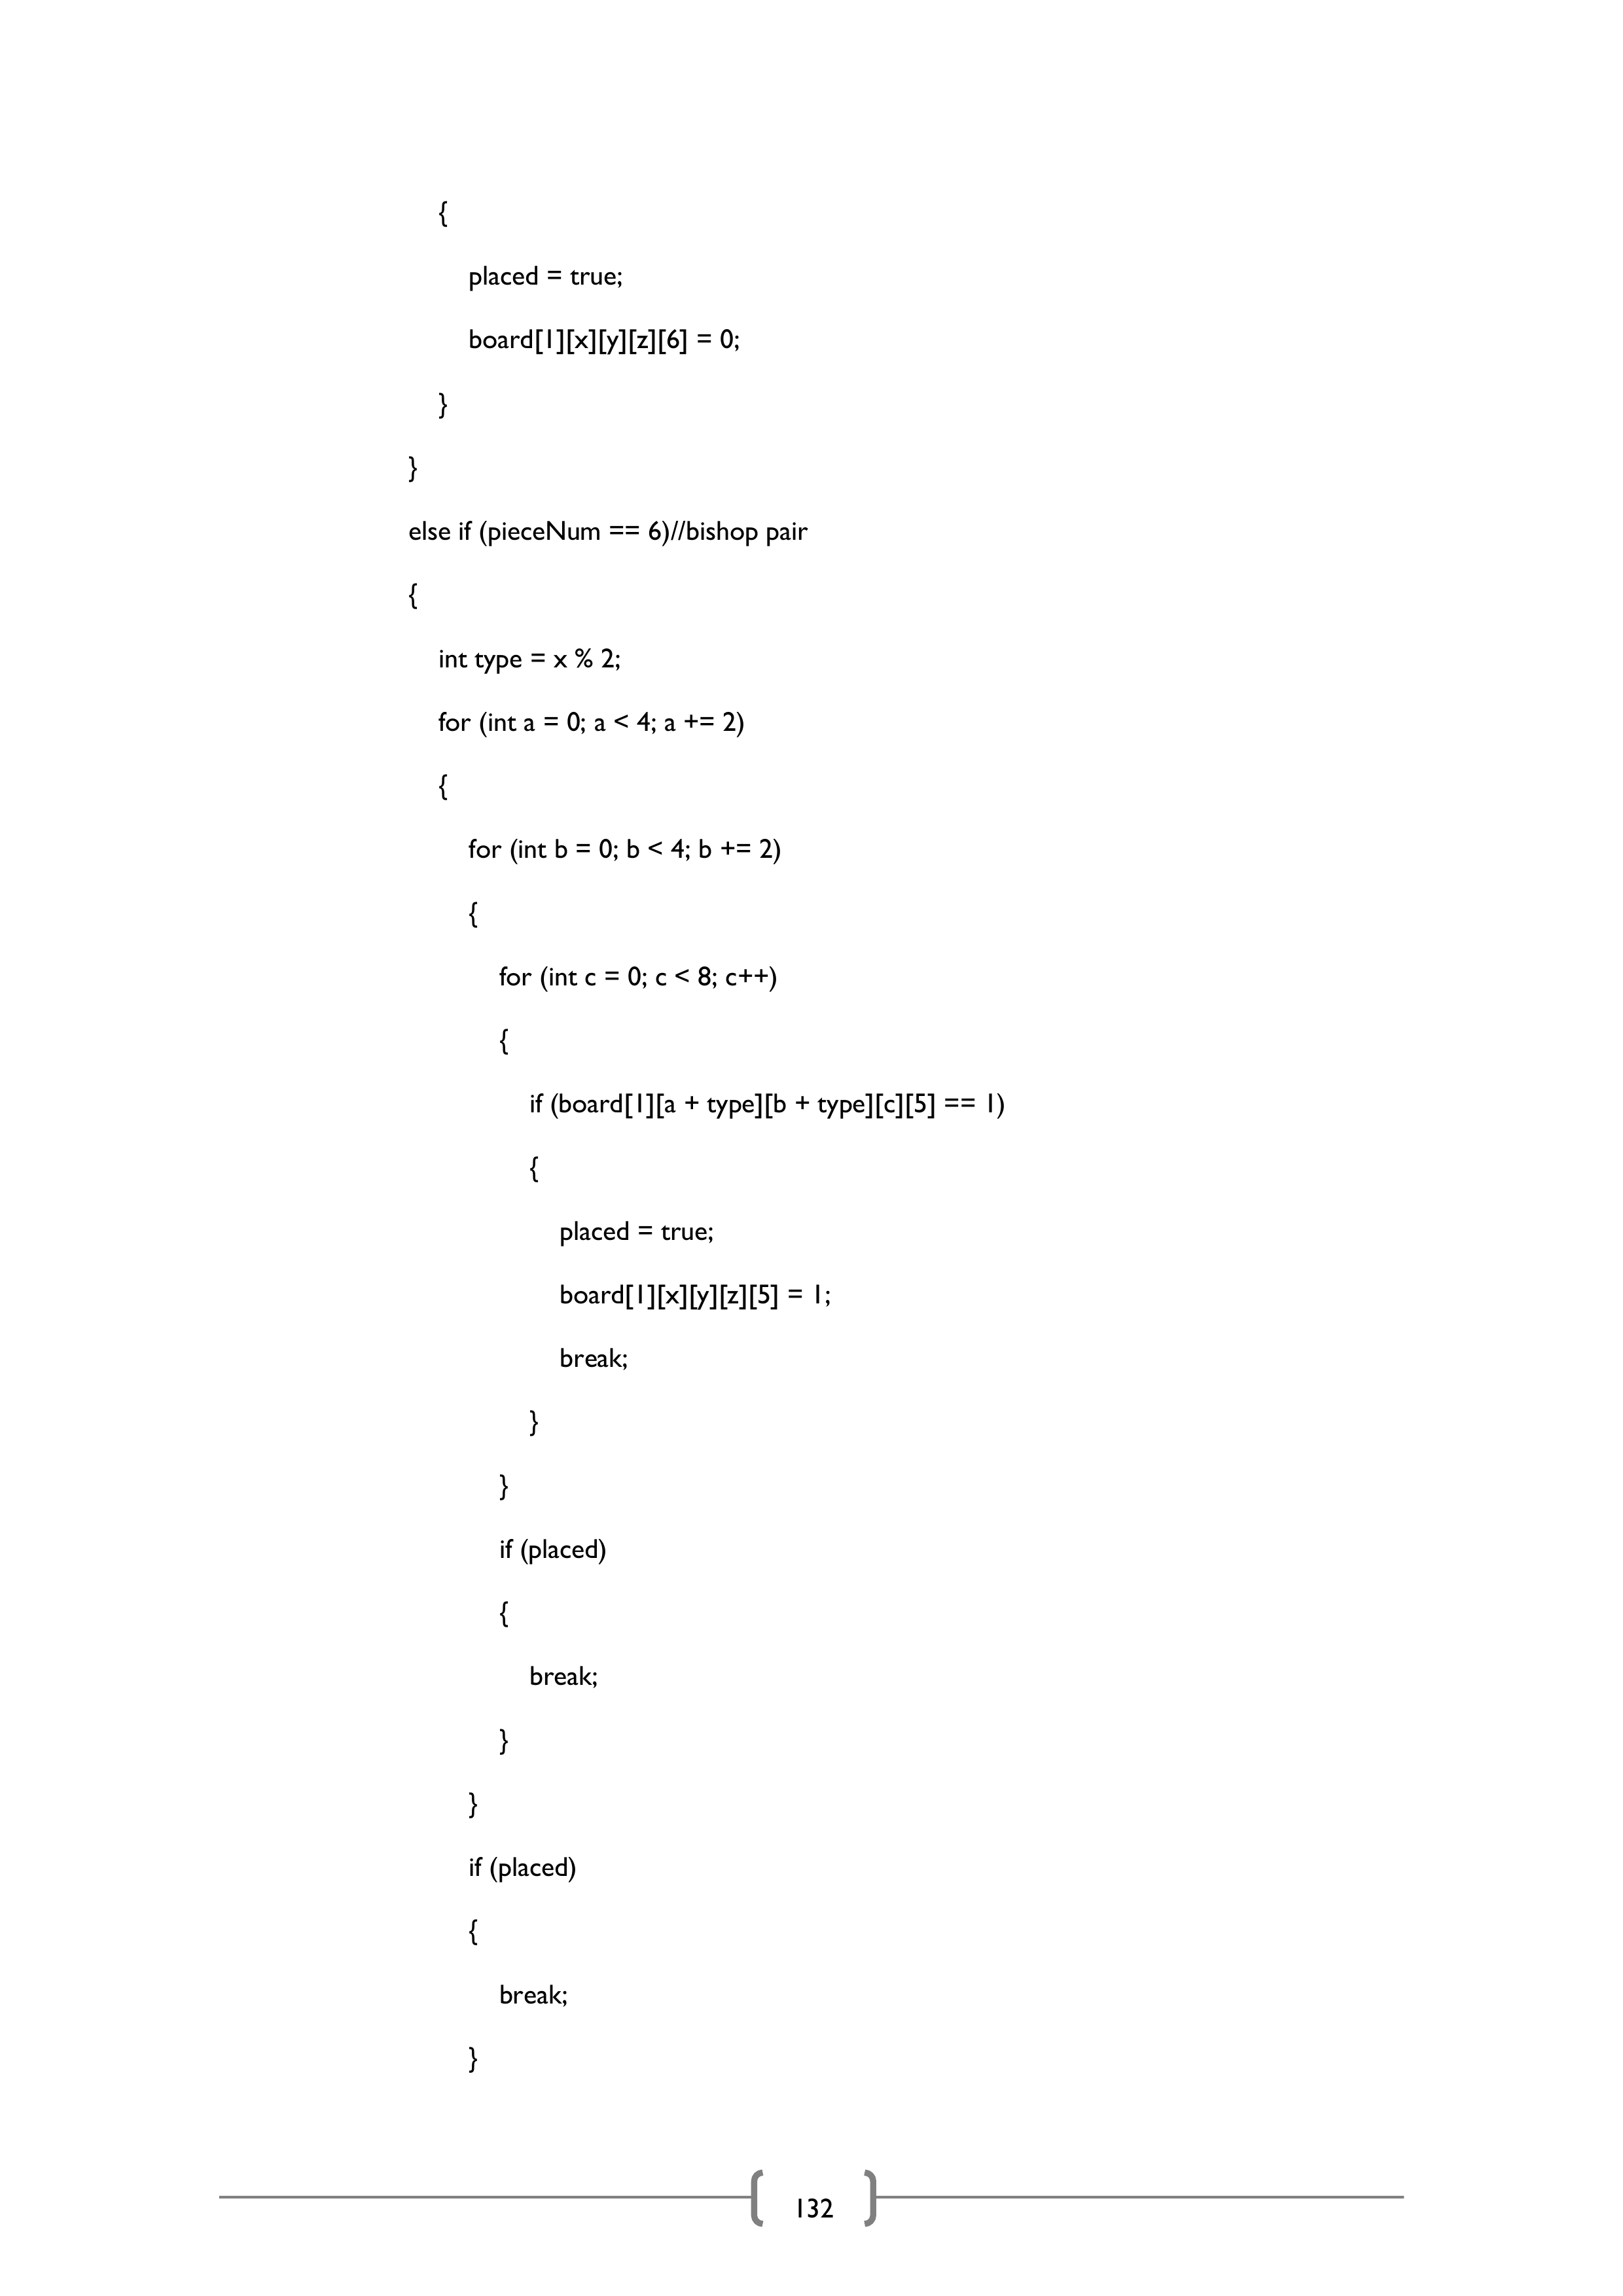 {
placed = true;
board[1][x][y][z][6] = 0;
}
}
else if (pieceNum == 6)//bishop pair
{
int type = x % 2;
for (int a = 0; a < 4; a += 2)
{
for (int b = 0; b < 4; b += 2)
{
for (int c = 0; c < 8; c++)
{
if (board[1][a + type][b + type][c][5] == 1)
{
placed = true;
board[1][x][y][z][5] = 1;
break;
}
}
if (placed)
{
break;
}
}
if (placed)
{
break;
}
132